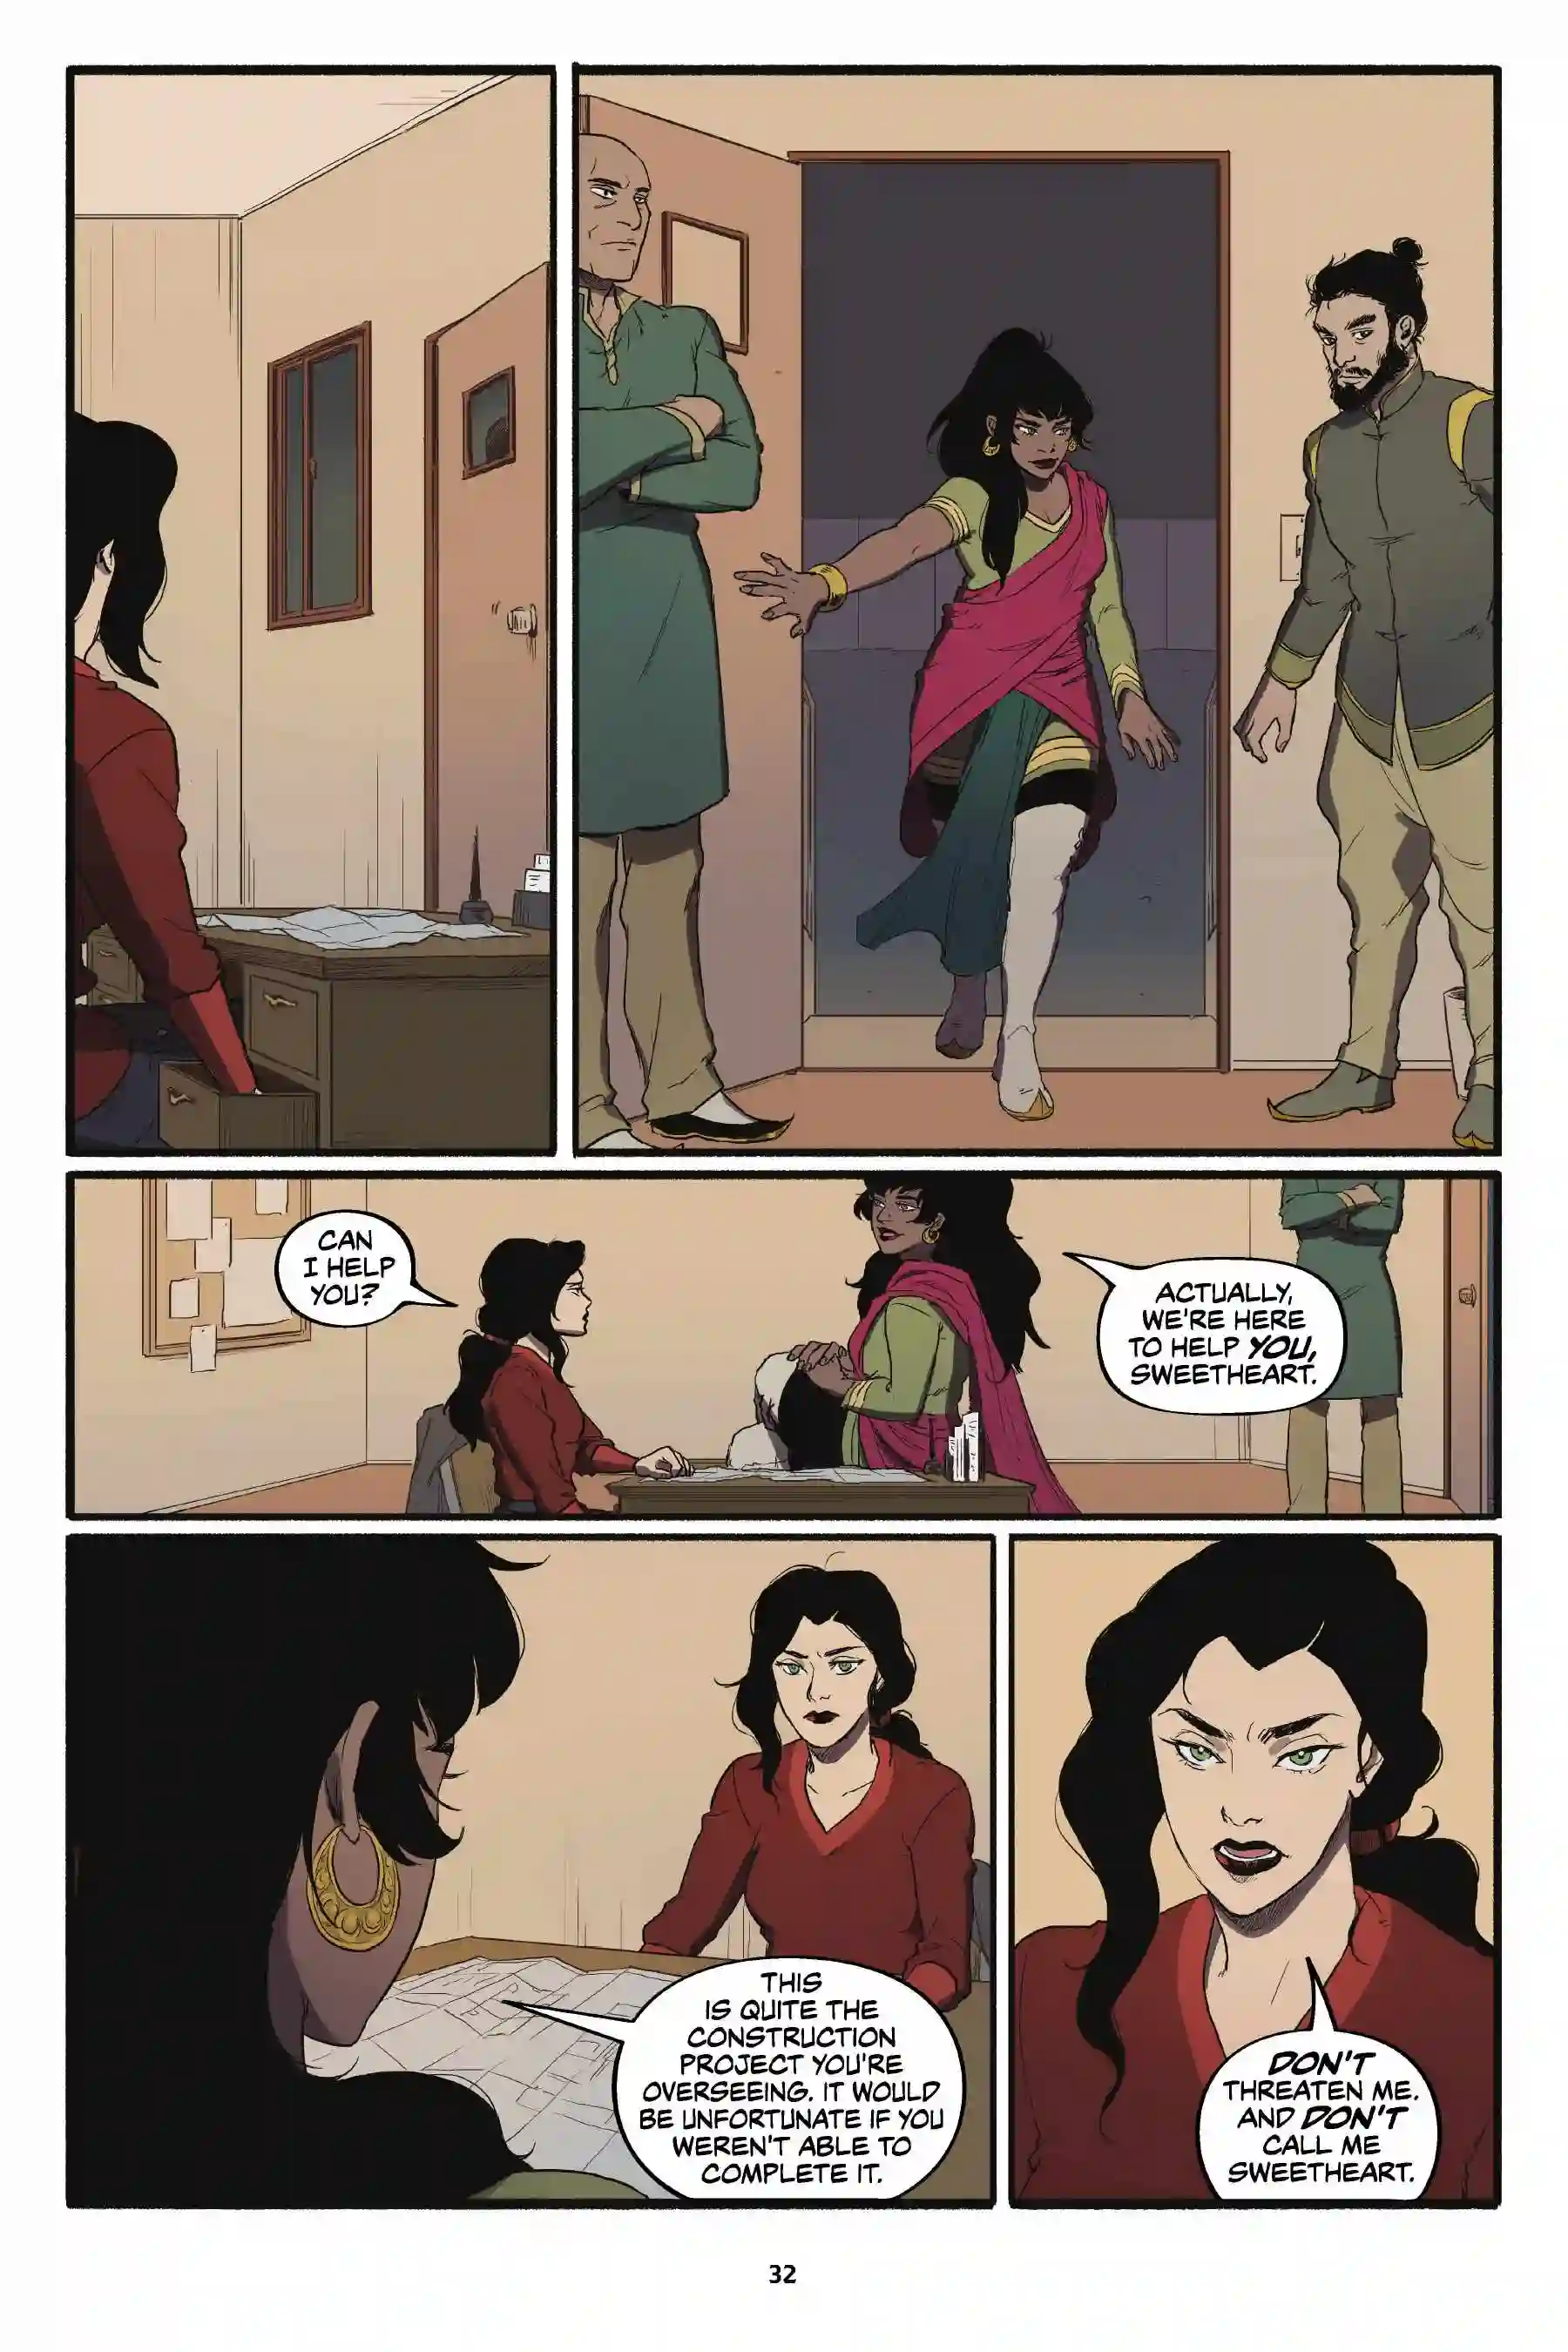 CAN
I HELP
YOU?
ACTUALLY,
WE'RE HERE
TO HELP YOU,
SWEETHEART.
THIS
IS QUITE THE
CONSTRUCTION
PROJECT YOU'RE
OVERSEEING. IT WOULD
BE UNFORTUNATE IF YOU
WEREN'T ABLE TO
COMPLETE IT.
DON'T
THREATEN ME.
AND DON'T
CALL ME
SWEETHEART.
32